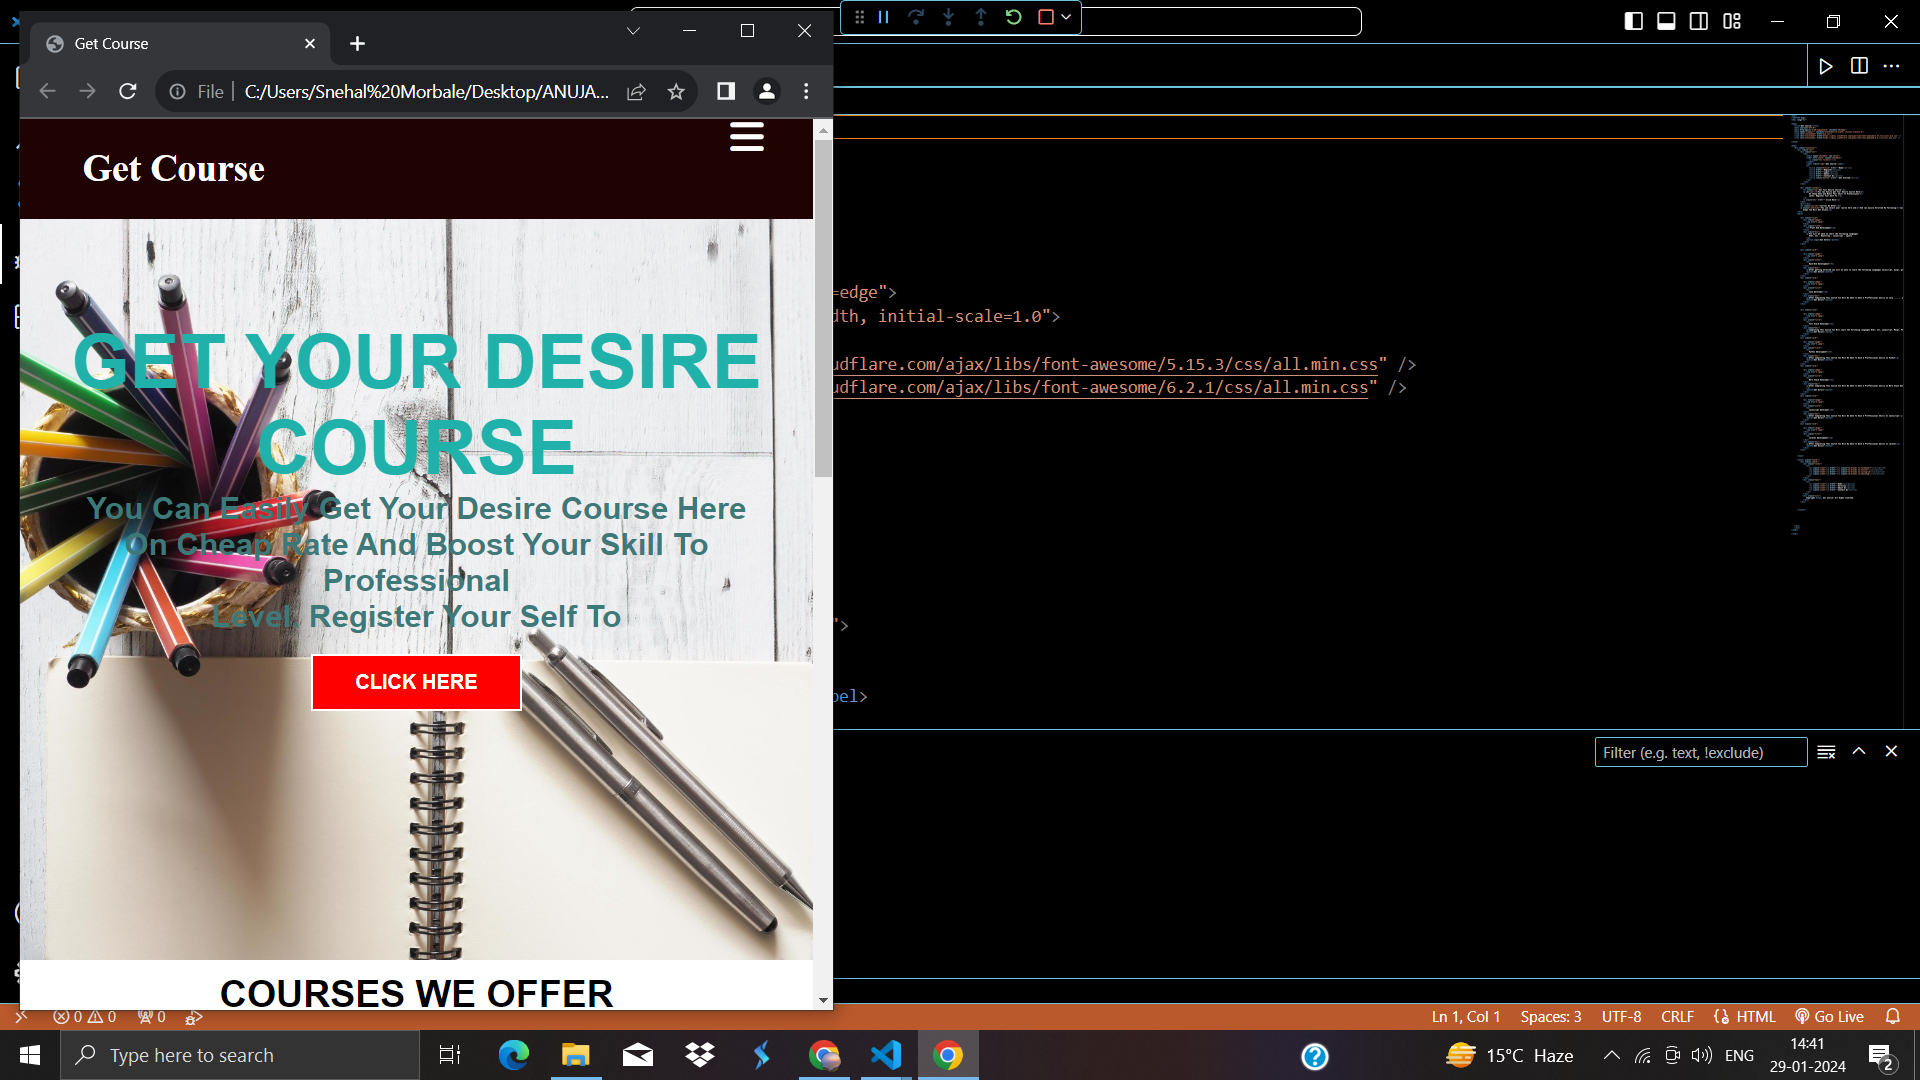 Get Course
File
C:/Users/Snehal%20Morbale/Desktop/ANUJA...
Get Course
GET YOUR DESIRE
COURSE
You Can Easily Get Your Desire Course Here
On Cheap Rate And Boost Your Skill To
Professional
Level. Register Your Self To
CLICK HERE
COURSES WE OFFER
=edge">
dth, initial-scale=1.0">
udflare.com/ajax/libs/font-awesome/5.15.3/css/all.min.css" />
udflare.com/ajax/libs/font-awesome/6.2.1/css/all.min.css" />
">
bel>
Filter (e.g. text, !exclude)
0 0 0
Ln 1, Col 1 Spaces: 3 UTF-8 CRLF HTML Go Live
Type here to search
15°C Haze
ENG
14:41
29-01-2024
2